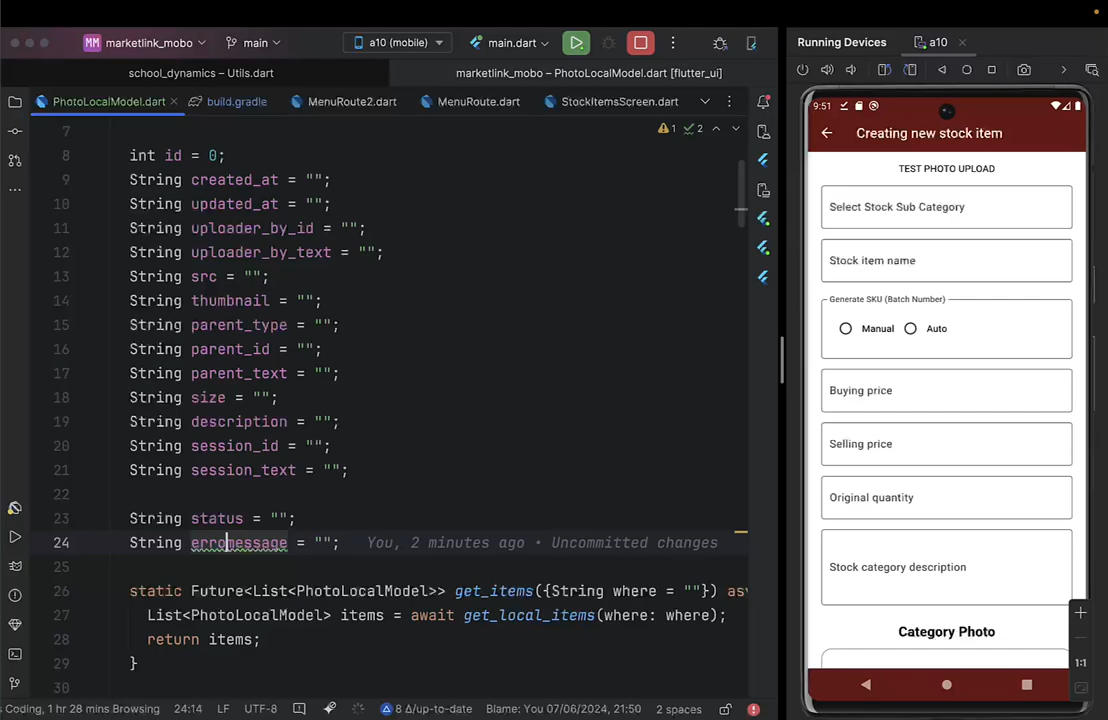 MM marketlink_mobo
main
a10 (mobile)
main.dart
Running Devices
a10
school_dynamics – Utils.dart
marketlink_mobo – PhotoLocalModel.dart [flutter_ui]
PhotoLocalModel.dart
build.gradle
MenuRoute2.dart
MenuRoute.dart
StockItemsScreen.dart
1
2
7
8 int id = 0;
9 String created_at = "";
10 String updated_at = "";
11 String uploader_by_id = "";
12 String uploader_by_text = "";
13 String src = "";
14 String thumbnail = "";
15 String parent_type = "";
16 String parent_id = "";
17 String parent_text = "";
18 String size = "";
19 String description = "";
20 String session_id = "";
21 String session_text = "";
22
23 String status = "";
24 String erromessage = ""; You, 2 minutes ago • Uncommitted changes
25
26 static Future<List<PhotoLocalModel>> get_items({String where = ""}) asy
27 List<PhotoLocalModel> items = await get_local_items(where: where);
28 return items;
29 }
30
s Coding, 1 hr 28 mins Browsing
24:14
LF
UTF-8
8 Δ/up-to-date
Blame: You 07/06/2024, 21:50
2 spaces
9:51
Creating new stock item
TEST PHOTO UPLOAD
Select Stock Sub Category
Stock item name
Generate SKU (Batch Number)
Manual
Auto
Buying price
Selling price
Original quantity
Stock category description
Category Photo
1:1